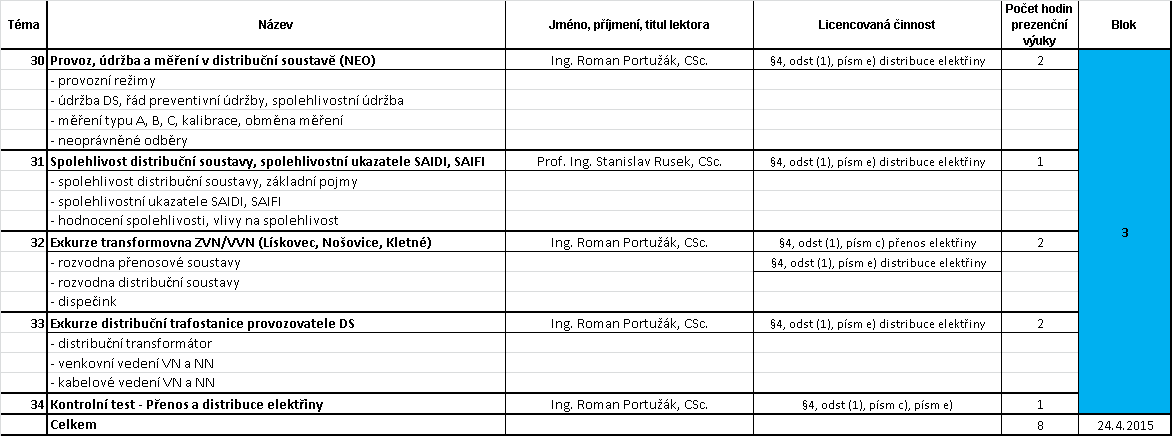 Téma Název Jméno, příjmení, titul lektora Licencovaná činnost Počet hodin prezenční výuky Blok
30 Provoz, údržba a měření v distribuční soustavě (NEO) Ing. Roman Portužák, CSc. §4, odst (1), písm e) distribuce elektřiny 2
- provozní režimy
- údržba DS, řád preventivní údržby, spolehlivostní údržba
- měření typu A, B, C, kalibrace, obměna měření
- neoprávněné odběry
31 Spolehlivost distribuční soustavy, spolehlivostní ukazatele SAIDI, SAIFI Prof. Ing. Stanislav Rusek, CSc. §4, odst (1), písm e) distribuce elektřiny 1
- spolehlivost distribuční soustavy, základní pojmy
- spolehlivostní ukazatele SAIDI, SAIFI
- hodnocení spolehlivosti, vlivy na spolehlivost
32 Exkurze transformovna ZVN/VVN (Lískovec, Nošovice, Kletné) Ing. Roman Portužák, CSc. §4, odst (1), písm c) přenos elektřiny 2 3
- rozvodna přenosové soustavy §4, odst (1), písm e) distribuce elektřiny
- rozvodna distribuční soustavy
- dispečink
33 Exkurze distribuční trafostanice provozovatele DS Ing. Roman Portužák, CSc. §4, odst (1), písm e) distribuce elektřiny 2
- distribuční transformátor
- venkovní vedení VN a NN
- kabelové vedení VN a NN
34 Kontrolní test - Přenos a distribuce elektřiny Ing. Roman Portužák, CSc. §4, odst (1), písm c), písm e) 1
Celkem 8 24.4.2015